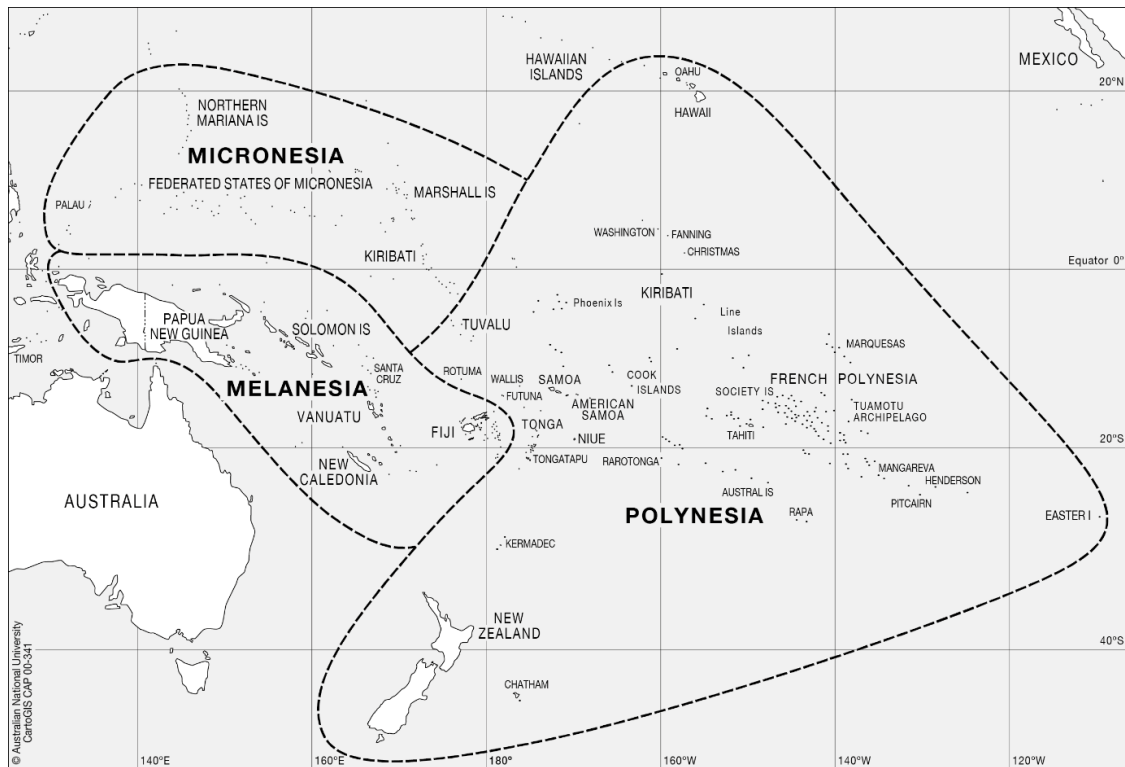 HAWAIIAN
ISLANDS
OAHU
HAWAII
MEXICO
20°N
NORTHERN
MARIANA IS
MICRONESIA
FEDERATED STATES OF MICRONESIA
MARSHALL IS
PALAU
KIRIBATI
WASHINGTON
FANNING
CHRISTMAS
Equator 0°
KIRIBATI
Phoenix Is
Line
Islands
TUVALU
PAPUA
NEW GUINEA
SOLOMON IS
TIMOR
SANTA
CRUZ
MELANESIA
VANUATU
ROTUMA
WALLIS
FUTUNA
SAMOA
AMERICAN
SAMOA
COOK
ISLANDS
MARQUESAS
FRENCH POLYNESIA
SOCIETY IS
TUAMOTU
ARCHIPELAGO
TAHITI
FIJI
TONGA
NIUE
TONGATAPU
RAROTONGA
20°S
NEW
CALEDONIA
AUSTRALIA
AUSTRAL IS
MANGAREVA
HENDERSON
PITCAIRN
RAPA
EASTER I
POLYNESIA
KERMADEC
NEW
ZEALAND
CHATHAM
40°S
© Australian National University
CartoGIS CAP 00-341
140°E
160°E
180°
160°W
140°W
120°W